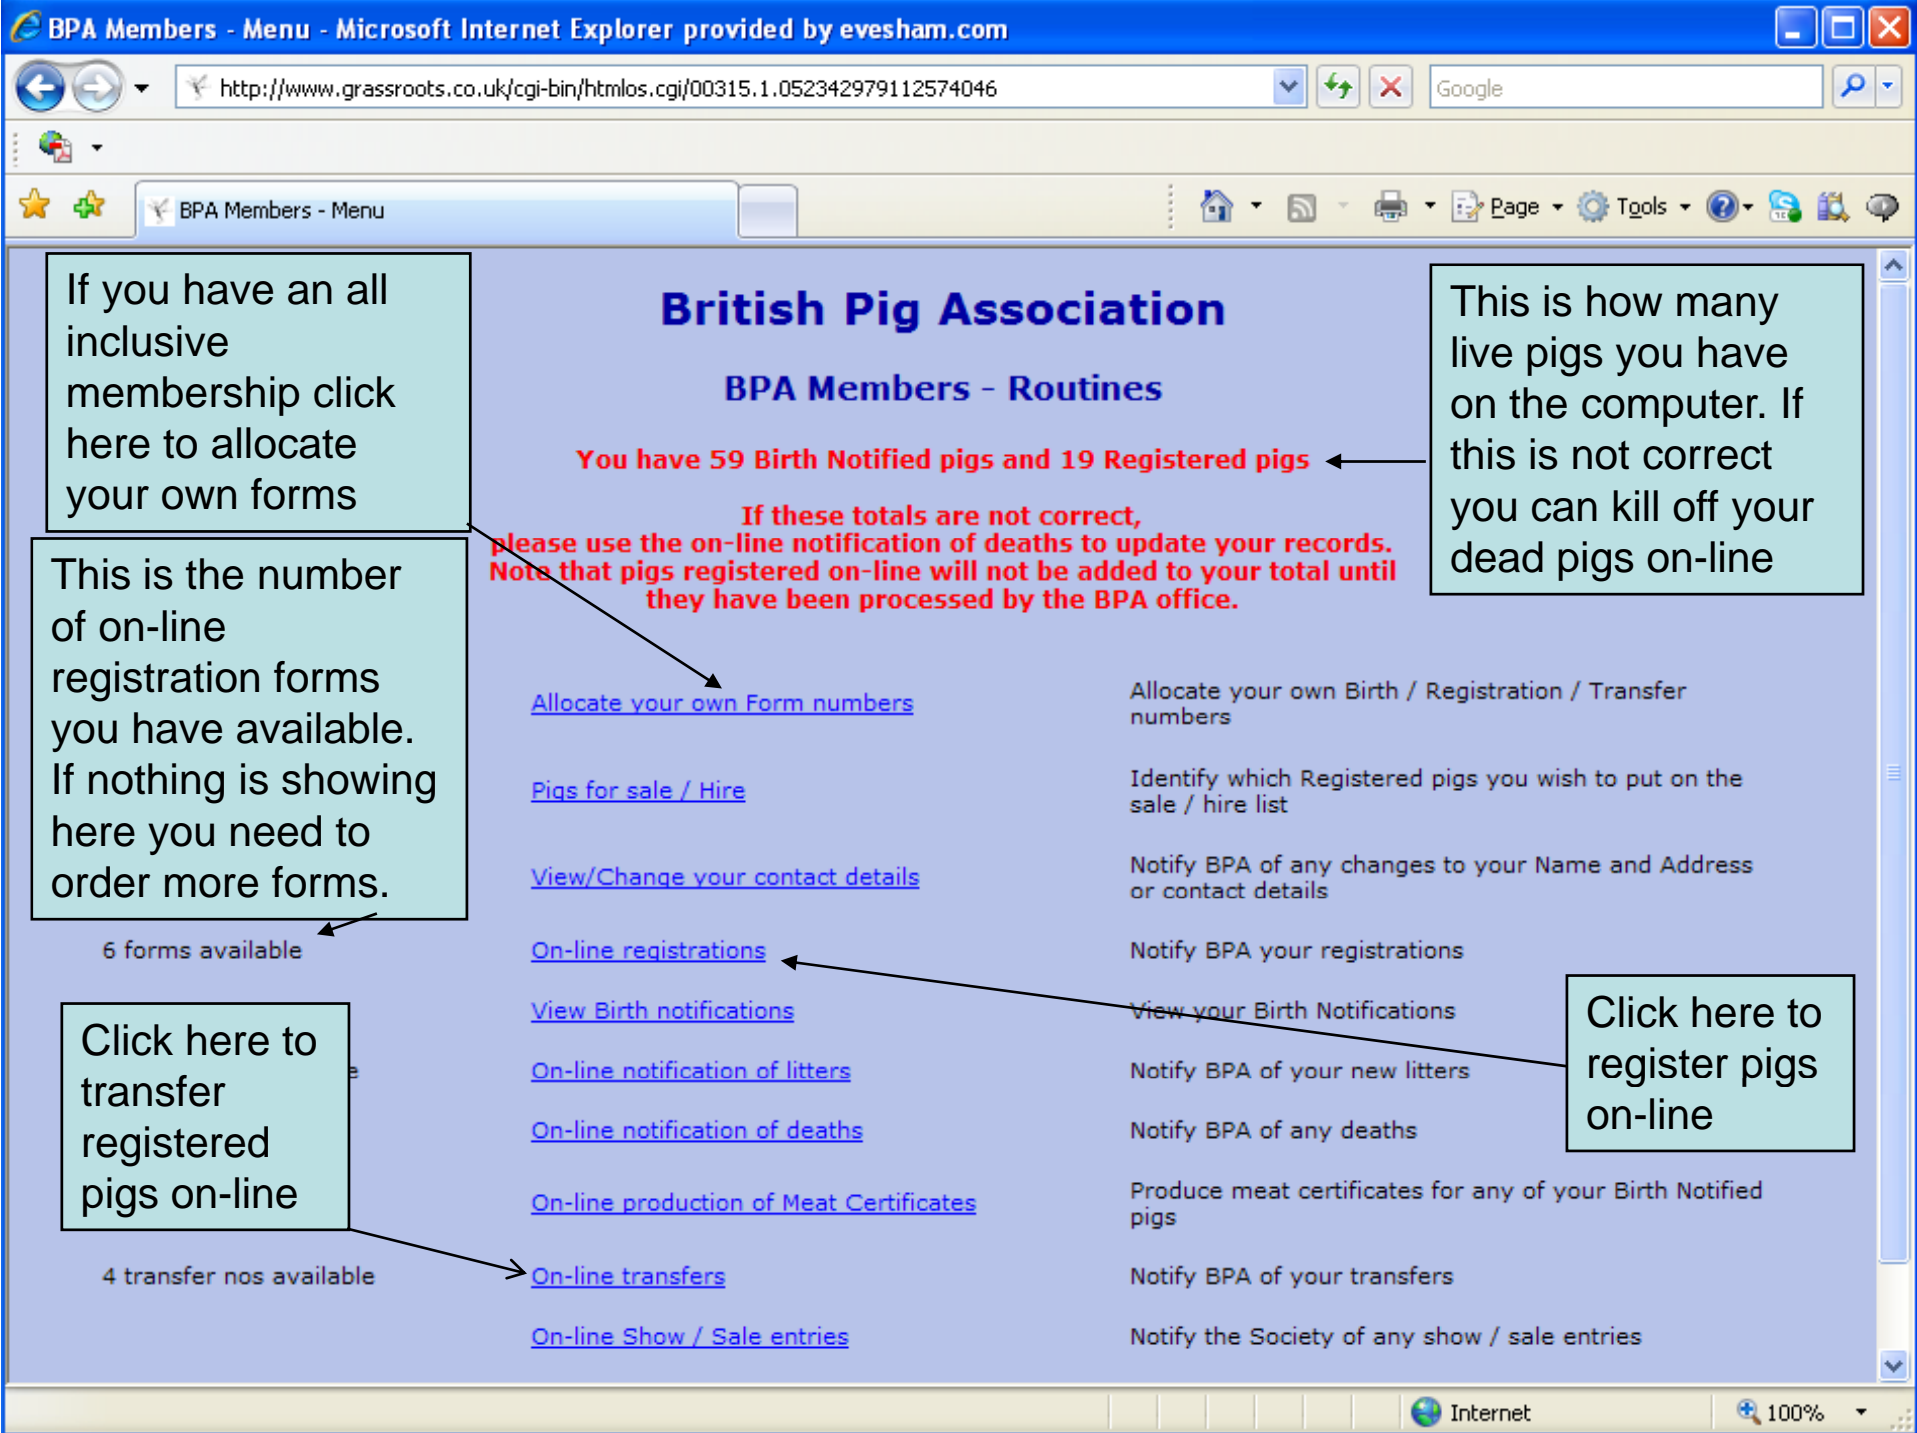 BPA Members - Menu - Microsoft Internet Explorer provided by evesham.com
http://www.grassroots.co.uk/cgi-bin/htmlos.cgi/00315.1.052342979112574046
Google
BPA Members - Menu
Page
Tools
If you have an all
inclusive
membership click
here to allocate
your own forms
British Pig Association
BPA Members - Routines
You have 59 Birth Notified pigs and 19 Registered pigs
If these totals are not correct,
please use the on-line notification of deaths to update your records.
Note that pigs registered on-line will not be added to your total until
they have been processed by the BPA office.
This is how many
live pigs you have
on the computer. If
this is not correct
you can kill off your
dead pigs on-line
This is the number
of on-line
registration forms
you have available.
If nothing is showing
here you need to
order more forms.
Allocate your own Form numbers
Allocate your own Birth / Registration / Transfer
numbers
Pigs for sale / Hire
Identify which Registered pigs you wish to put on the
sale / hire list
View/Change your contact details
Notify BPA of any changes to your Name and Address
or contact details
6 forms available
On-line registrations
Notify BPA your registrations
View Birth notifications
View your Birth Notifications
On-line notification of litters
Notify BPA of your new litters
On-line notification of deaths
Notify BPA of any deaths
On-line production of Meat Certificates
Produce meat certificates for any of your Birth Notified
pigs
4 transfer nos available
On-line transfers
Notify BPA of your transfers
On-line Show / Sale entries
Notify the Society of any show / sale entries
Click here to
transfer
registered
pigs on-line
Click here to
register pigs
on-line
Internet
100%